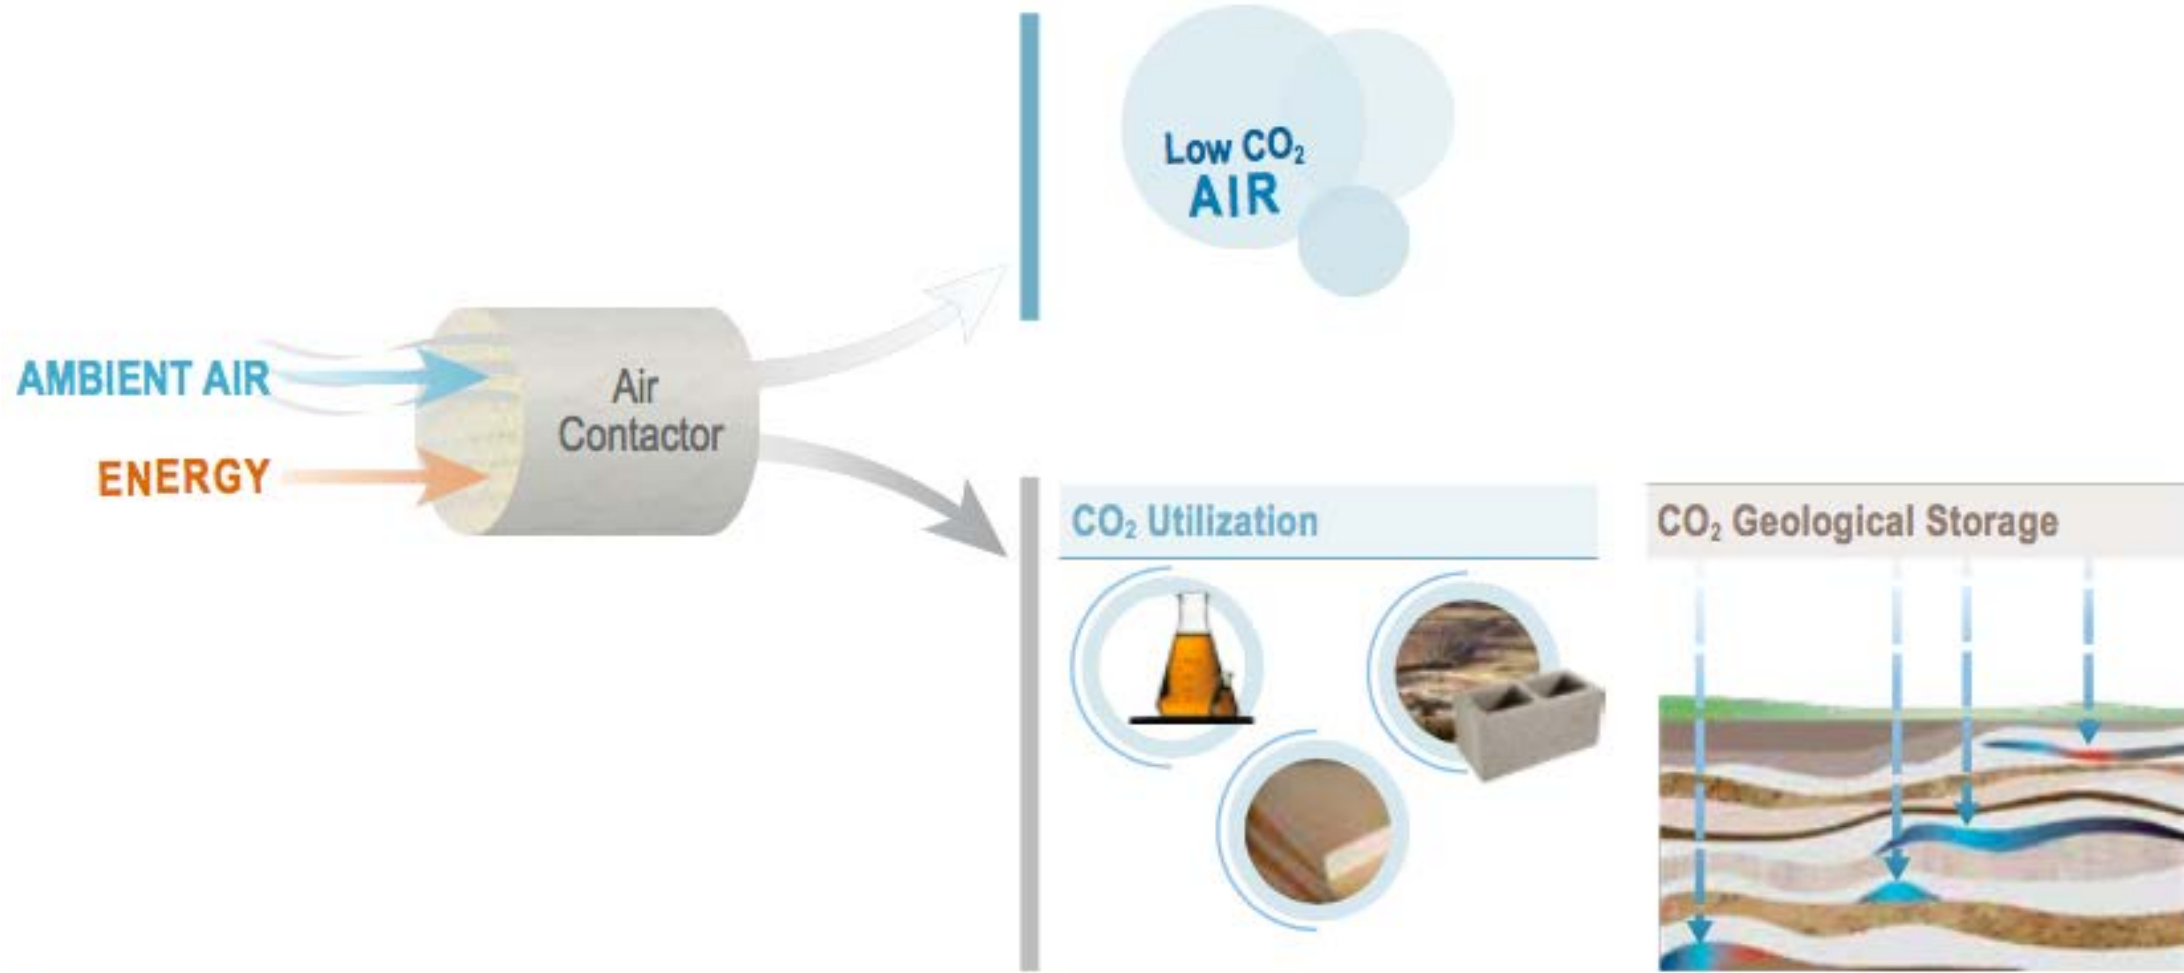 Low CO₂
AIR
AMBIENT AIR
ENERGY
Air
Contactor
CO₂ Utilization
CO₂ Geological Storage